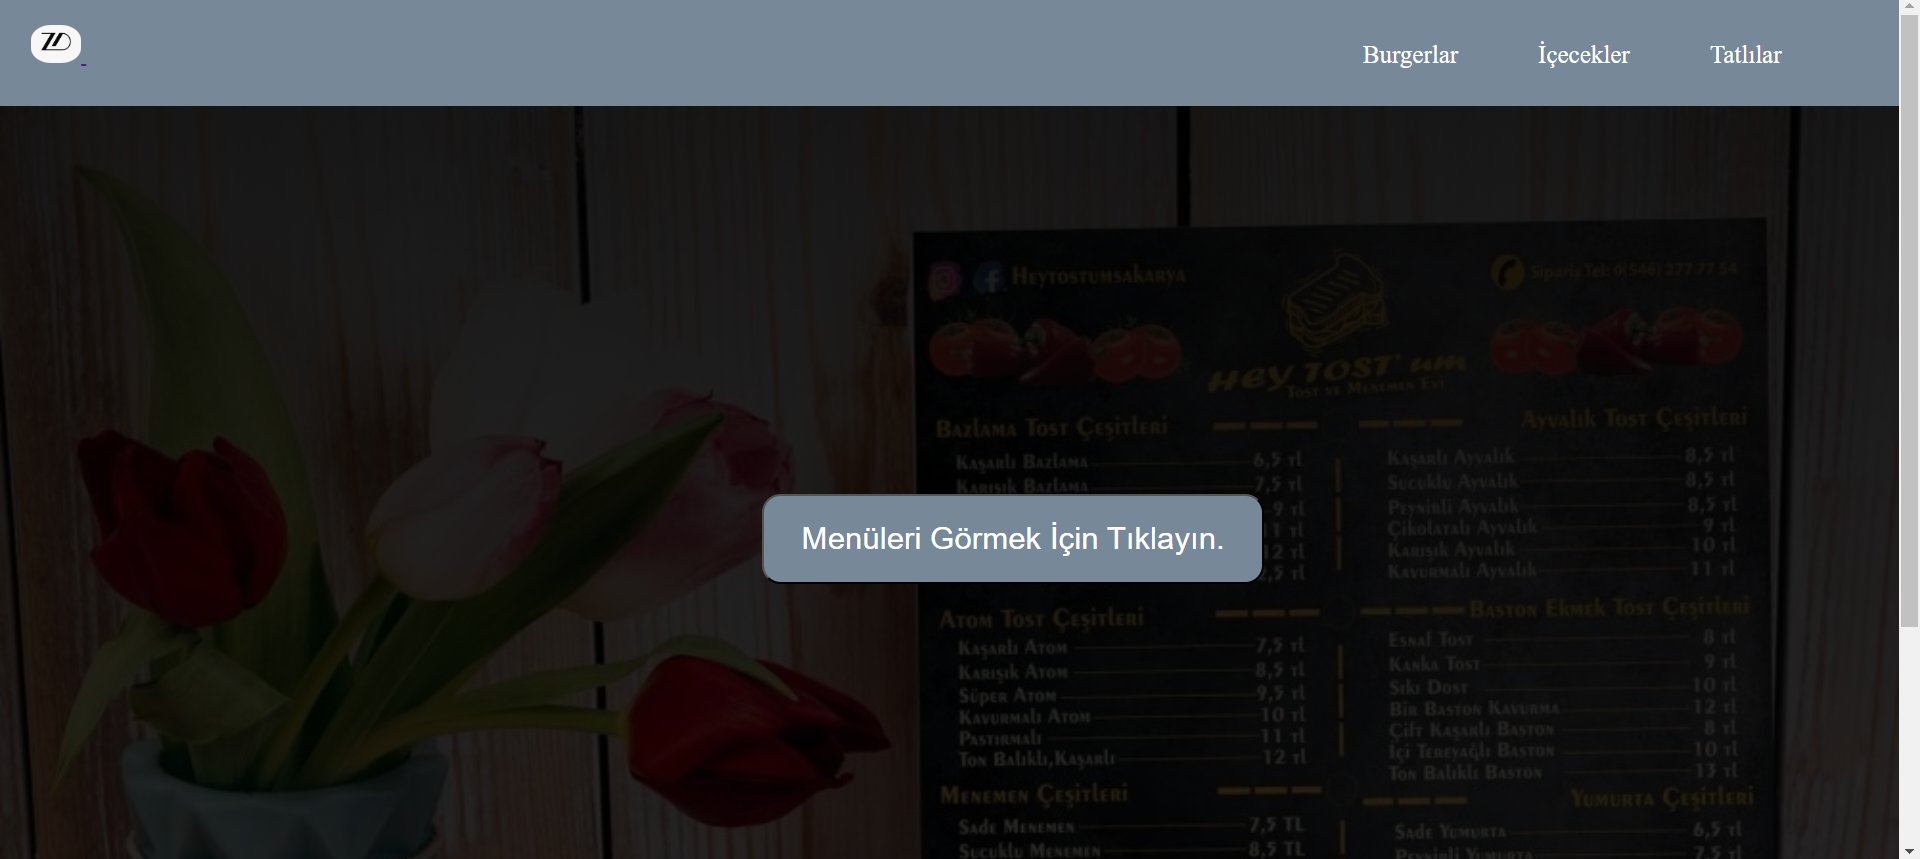 ZD
Burgerlar
İçecekler
Tatlılar
Heytostumsakarya
Sipariş Tel: 0(546) 277 77 54
HEY TOST'um
Tost ve Menemen Evi
Bazlama Tost Çeşitleri
Kaşarlı Bazlama 6,5 tl
Karışık Bazlama 7,5 tl
9 tl
11 tl
12 tl
2,5 tl
Ayvalık Tost Çeşitleri
Kaşarlı Ayvalık 8,5 tl
Sucuklu Ayvalık 8,5 tl
Peynirli Ayvalık 8,5 tl
Çikolatalı Ayvalık 9 tl
Karışık Ayvalık 10 tl
Kavurmalı Ayvalık 11 tl
Menüleri Görmek İçin Tıklayın.
Atom Tost Çeşitleri
Kaşarlı Atom 7,5 tl
Karışık Atom 8,5 tl
Süper Atom 9,5 tl
Kavurmalı Atom 10 tl
Pastırmalı 11 tl
Ton Balıklı,Kaşarlı 12 tl
Baston Ekmek Tost Çeşitleri
Esnaf Tost 8 tl
Kanka Tost 9 tl
Sıkı Dost 10 tl
Bin Baston Kavurma 12 tl
Çift Kaşarlı Baston 8 tl
İçi Tereyağlı Baston 10 tl
Ton Balıklı Baston 13 tl
Menemen Çeşitleri
Sade Menemen 7,5 TL
Sucuklu Menemen 8,5 TL
Yumurta Çeşitleri
Sade Yumurta 6,5 tl
Peynirli Yumurta 7,5 tl